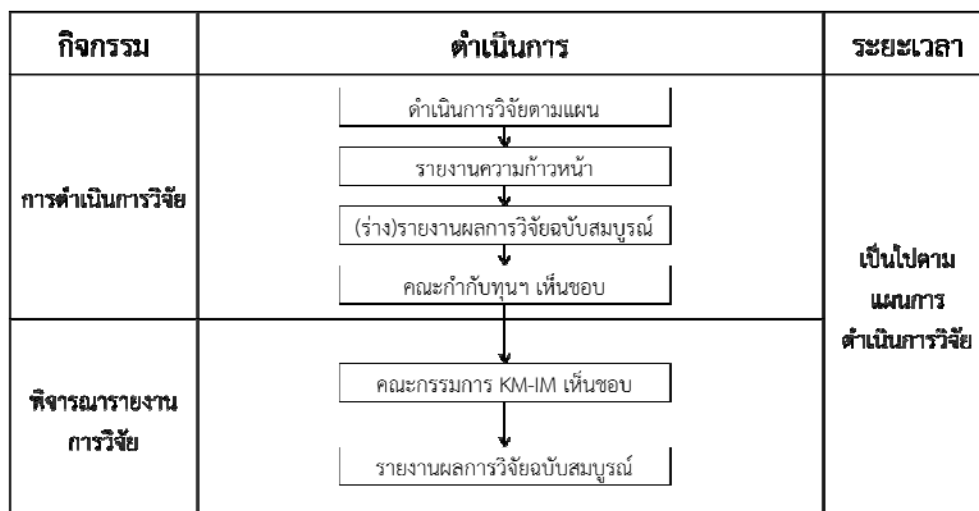 กิจกรรม
ดำเนินการ
ระยะเวลา
การดำเนินการวิจัย
ดำเนินการวิจัยตามแผน
รายงานความก้าวหน้า
(ร่าง)รายงานผลการวิจัยฉบับสมบูรณ์
คณะกำกับทุนฯ เห็นชอบ
พิจารณารายงาน
การวิจัย
คณะกรรมการ KM-IM เห็นชอบ
รายงานผลการวิจัยฉบับสมบูรณ์
เป็นไปตาม
แผนการ
ดำเนินการวิจัย